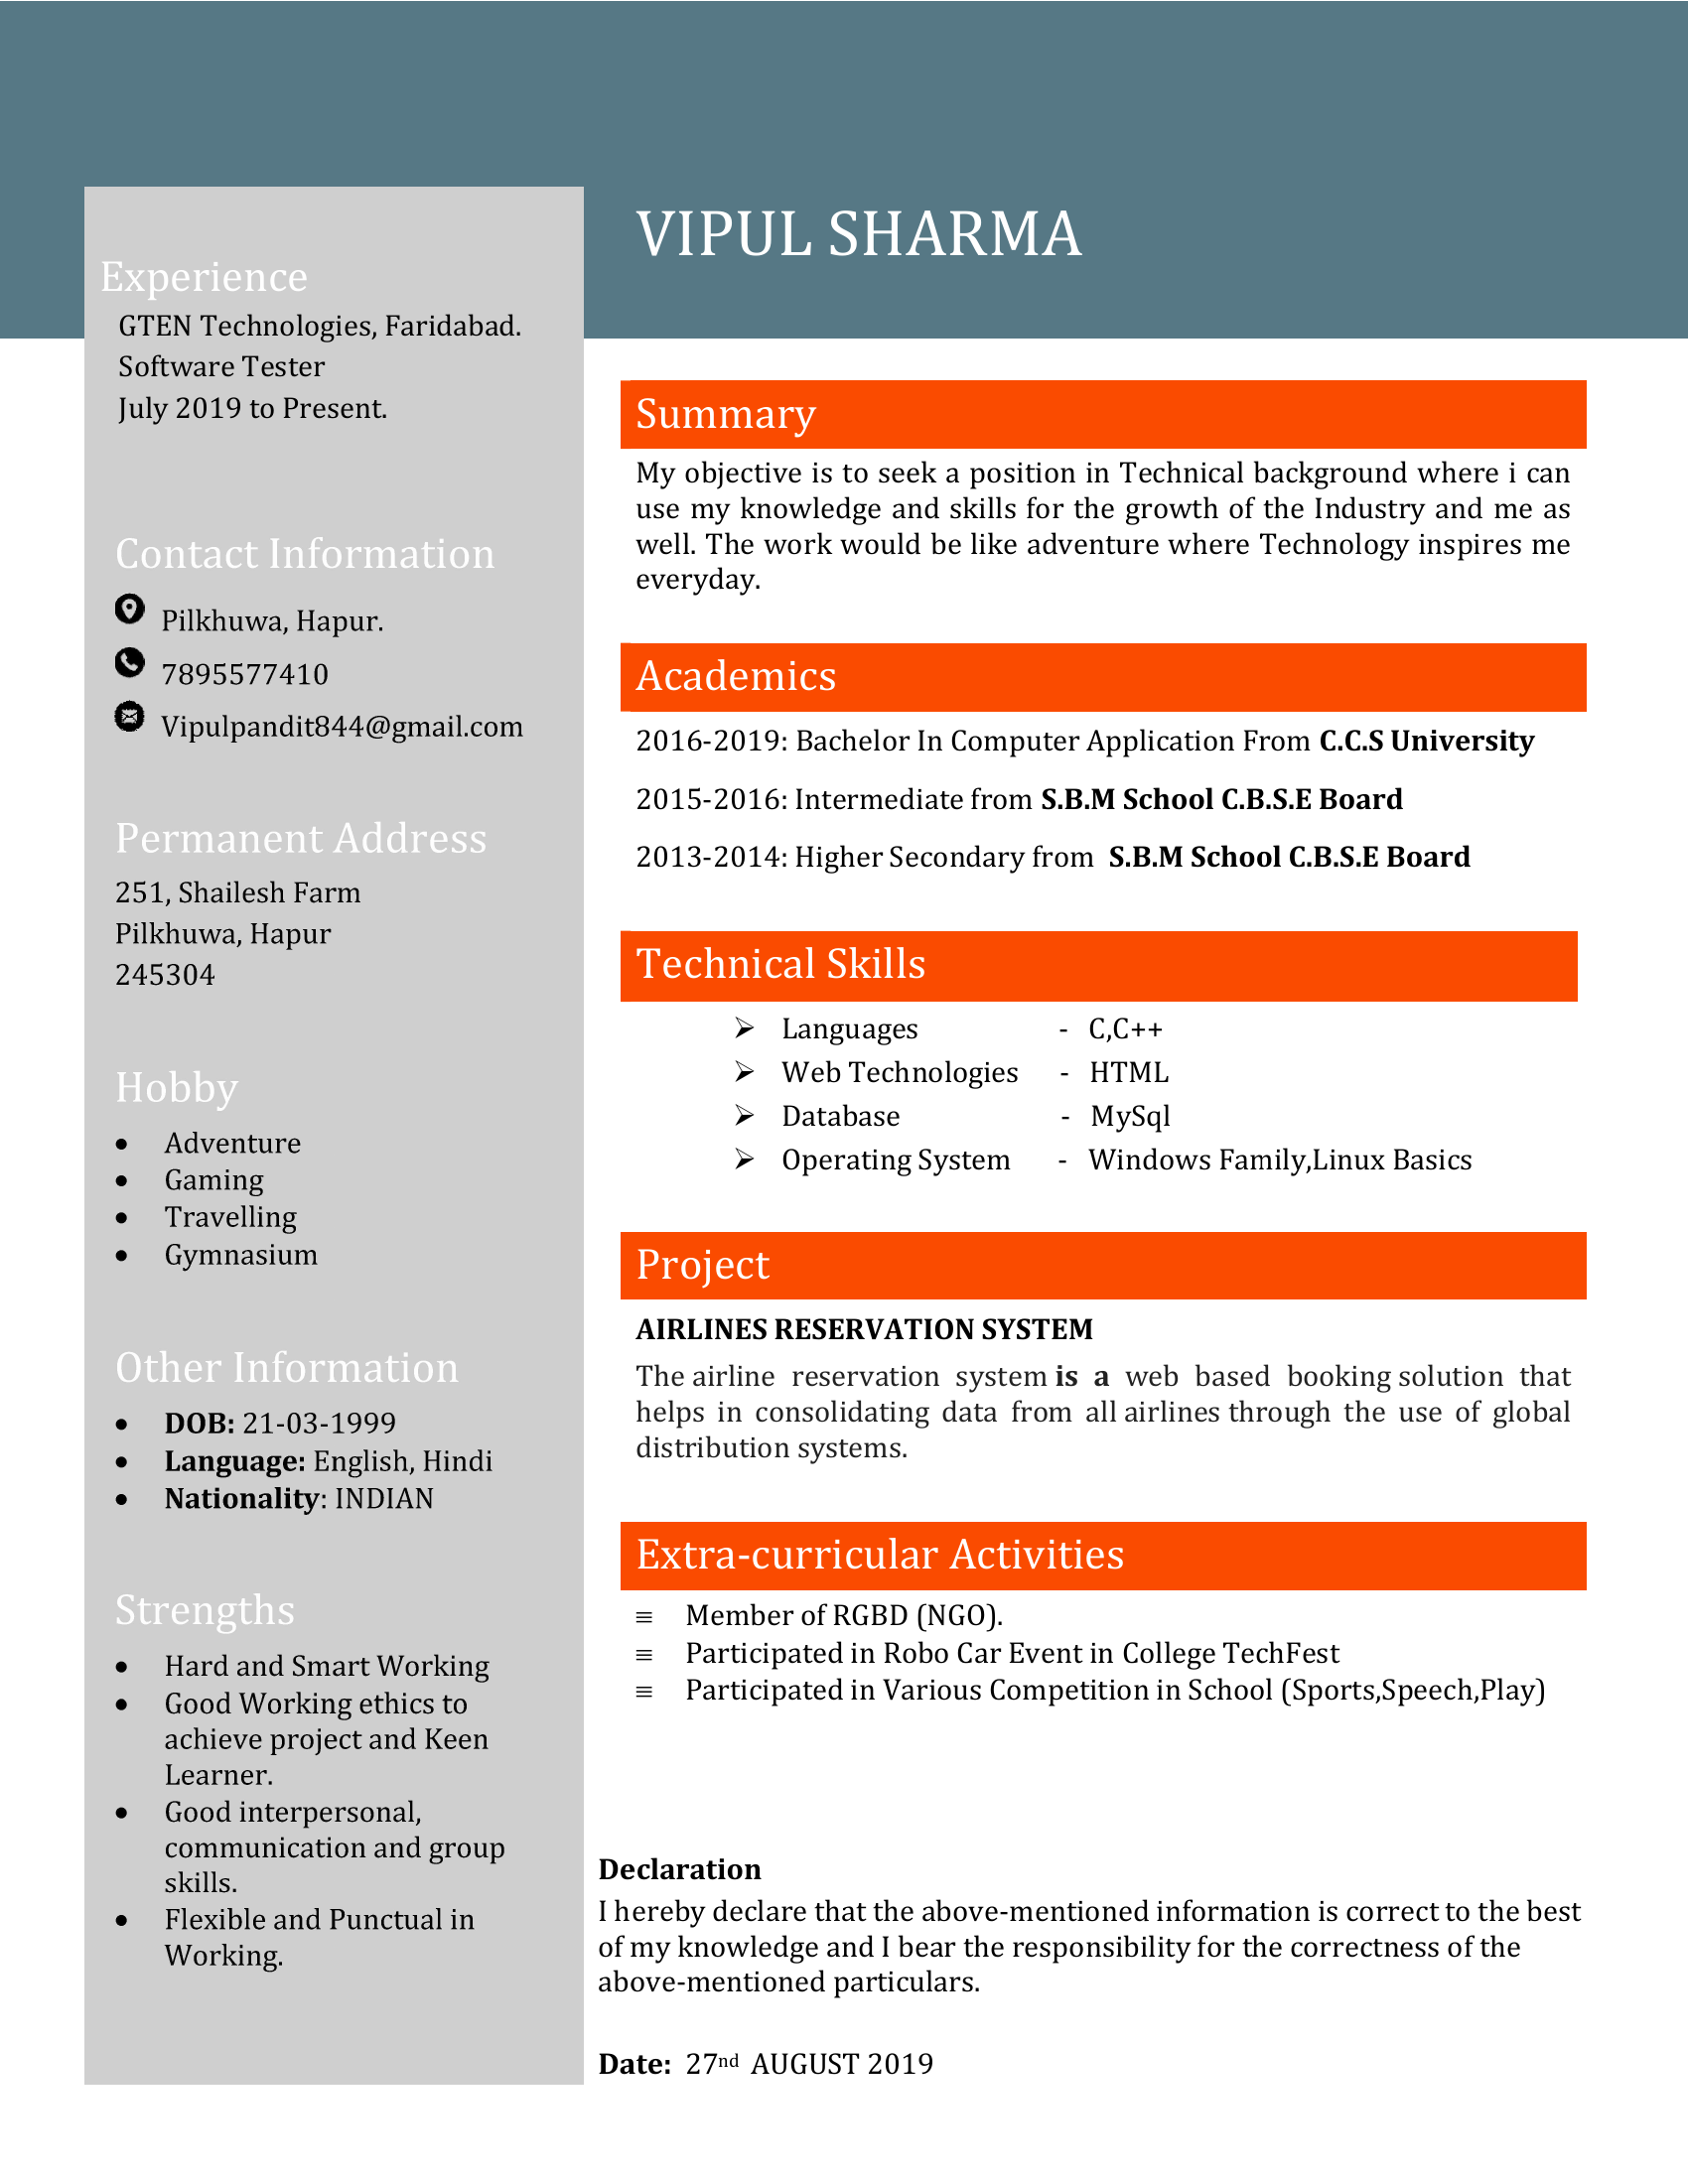 VIPUL SHARMA
Experience
GTEN Technologies, Faridabad.
Software Tester
July 2019 to Present.
Contact Information
Pilkhuwa, Hapur.
7895577410
Vipulpandit844@gmail.com
Permanent Address
251, Shailesh Farm
Pilkhuwa, Hapur
245304
Hobby
• Adventure
• Gaming
• Travelling
• Gymnasium
Other Information
• DOB: 21-03-1999
• Language: English, Hindi
• Nationality: INDIAN
Strengths
• Hard and Smart Working
• Good Working ethics to
achieve project and Keen
Learner.
• Good interpersonal,
communication and group
skills.
• Flexible and Punctual in
Working.
Summary
My objective is to seek a position in Technical background where i can
use my knowledge and skills for the growth of the Industry and me as
well. The work would be like adventure where Technology inspires me
everyday.
Academics
2016-2019: Bachelor In Computer Application From C.C.S University
2015-2016: Intermediate from S.B.M School C.B.S.E Board
2013-2014: Higher Secondary from S.B.M School C.B.S.E Board
Technical Skills
➢ Languages - C,C++
➢ Web Technologies - HTML
➢ Database - MySql
➢ Operating System - Windows Family,Linux Basics
Project
AIRLINES RESERVATION SYSTEM
The airline reservation system is a web based booking solution that
helps in consolidating data from all airlines through the use of global
distribution systems.
Extra-curricular Activities
≡ Member of RGBD (NGO).
≡ Participated in Robo Car Event in College TechFest
≡ Participated in Various Competition in School (Sports,Speech,Play)
Declaration
I hereby declare that the above-mentioned information is correct to the best
of my knowledge and I bear the responsibility for the correctness of the
above-mentioned particulars.
Date: 27nd AUGUST 2019